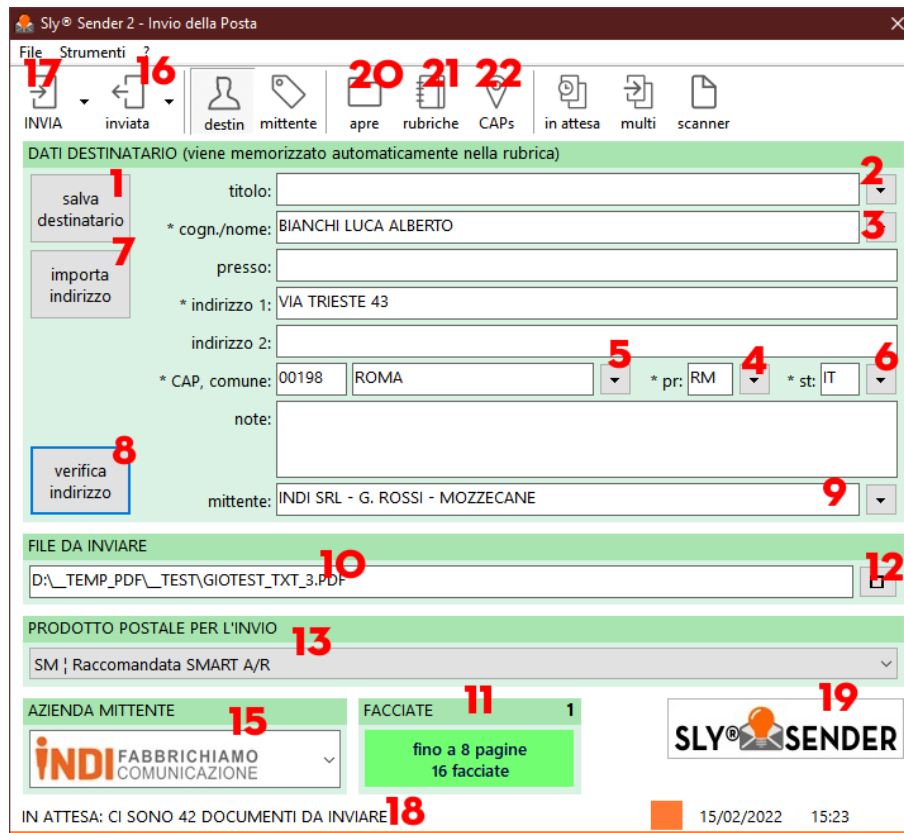 Sly® Sender 2 - Invio della Posta
File Strumenti ?
17 16 20 21 22
INVIA inviata destin mittente apre rubriche CAPs in attesa multi scanner
DATI DESTINATARIO (viene memorizzato automaticamente nella rubrica)
salva destinatario 1
titolo: 2
* cogn./nome: BIANCHI LUCA ALBERTO 3
importa indirizzo 7
presso:
* indirizzo 1: VIA TRIESTE 43
indirizzo 2:
* CAP, comune: 00198 ROMA 5 * pr: RM 4 * st: IT 6
note:
verifica indirizzo 8
mittente: INDI SRL - G. ROSSI - MOZZECANE 9
FILE DA INVIARE
D:\__TEMP_PDF\__TEST\GIOTEST_TXT_3.PDF 10 12
PRODOTTO POSTALE PER L'INVIO 13
SM ¦ Raccomandata SMART A/R
AZIENDA MITTENTE 15
INDI FABBRICHIAMO COMUNICAZIONE
FACCIATE 11 1
fino a 8 pagine
16 facciate
19
SLY® SENDER
IN ATTESA: CI SONO 42 DOCUMENTI DA INVIARE 18 15/02/2022 15:23